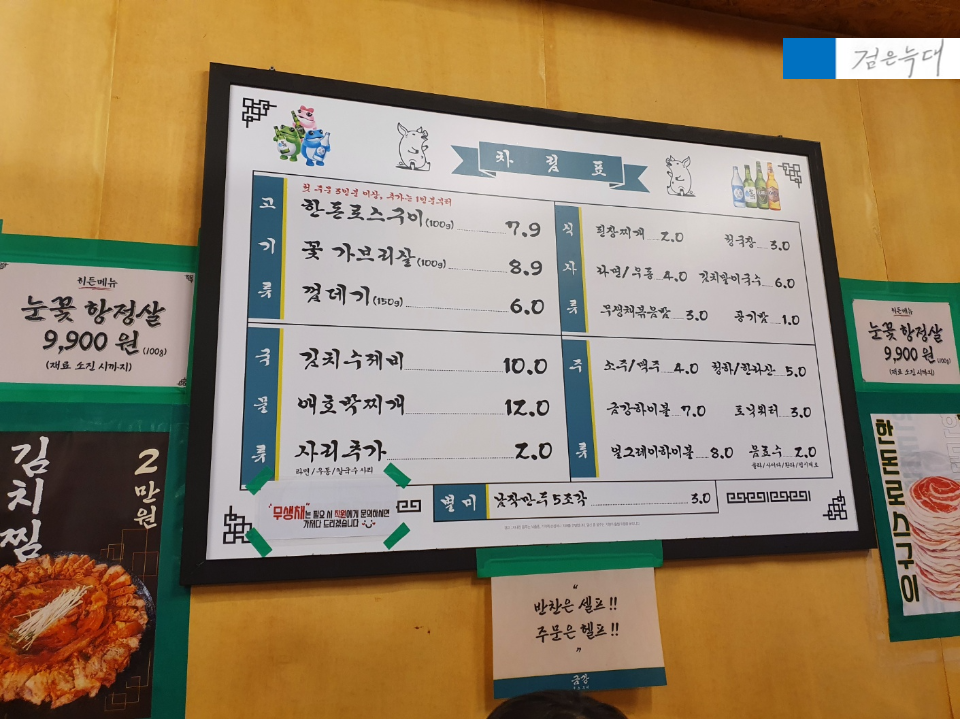 검은늑대
차림표
첫 주문 3인분 이상, 추가는 1인분부터
고기류
한돈로스구이(100g) 7.9
꽃 가브리살(100g) 8.9
껍데기(150g) 6.0
국물류
김치수제비 10.0
애호박찌개 12.0
자리추가 2.0
라면/우동/칼국수 사리
식사류
된장찌개 2.0 청국장 3.0
라면/우동 4.0 김치말이국수 6.0
무생채볶음밥 3.0 공기밥 1.0
주류
소주/맥주 4.0 청하/한라산 5.0
금강하이볼 7.0 토닉워터 3.0
얼그레이하이볼 8.0 음료수 2.0
별미
납작만두 5조각 3.0
"무생채"는 필요 시 직원에게 문의하시면
가져다 드리겠습니다
히든메뉴
눈꽃 항정살
9,900 원 (100g)
(재료 소진 시까지)
김치찜
2만원
히든메뉴
눈꽃 항정살
9,900 원 (100g)
(재료 소진 시까지)
한돈로스구이
"
반찬은 셀프!!
주문은 헬프!!
"